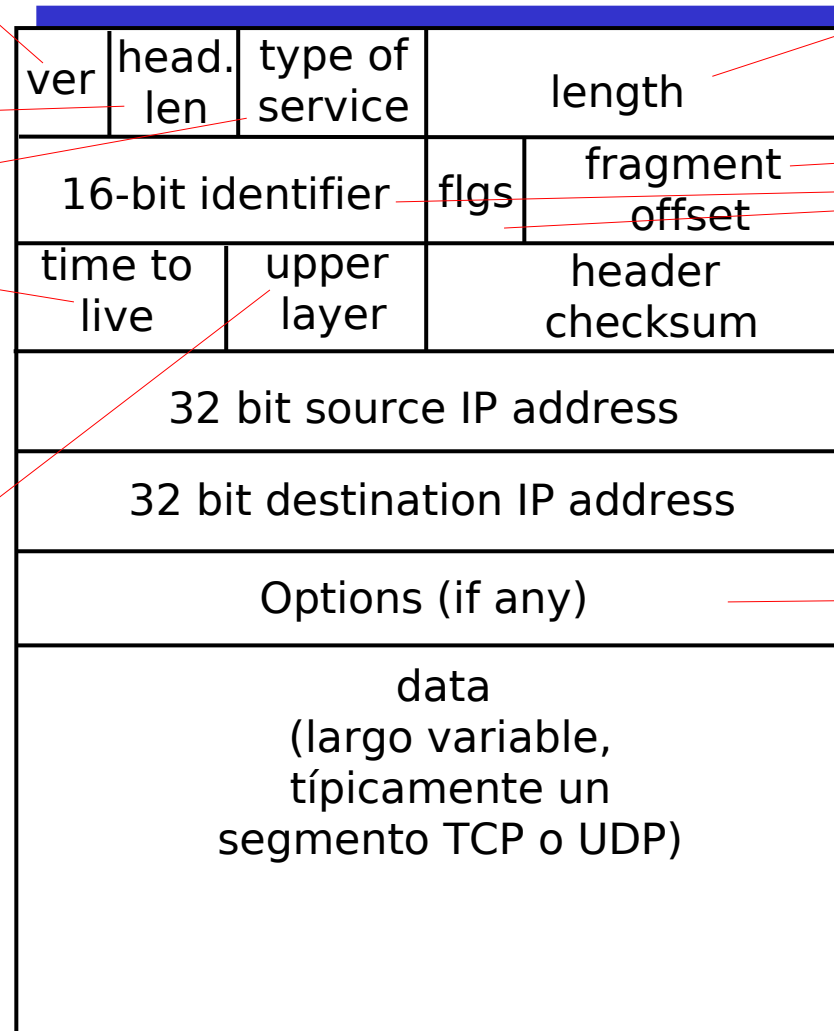 ver
head.
len
type of
service
length
16-bit identifier
flgs
fragment
offset
time to
live
upper
layer
header
checksum
32 bit source IP address
32 bit destination IP address
Options (if any)
data
(largo variable,
típicamente un
segmento TCP o UDP)